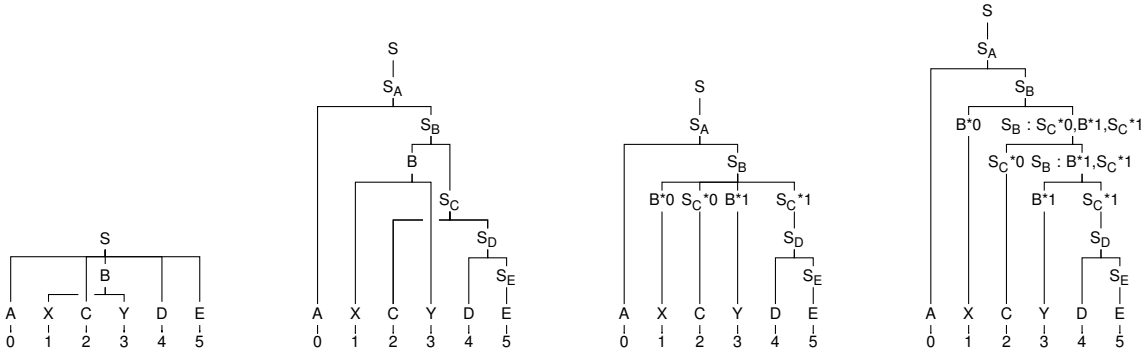 S
B
A X C Y D E
0 1 2 3 4 5
S
S_A
S_B
B
S_C
S_D
S_E
A X C Y D E
0 1 2 3 4 5
S
S_A
S_B
B*0 S_C*0 B*1 S_C*1
S_D
S_E
A X C Y D E
0 1 2 3 4 5
S
S_A
S_B
B*0 S_B : S_C*0,B*1,S_C*1
S_C*0 S_B : B*1,S_C*1
B*1 S_C*1
S_D
S_E
A X C Y D E
0 1 2 3 4 5